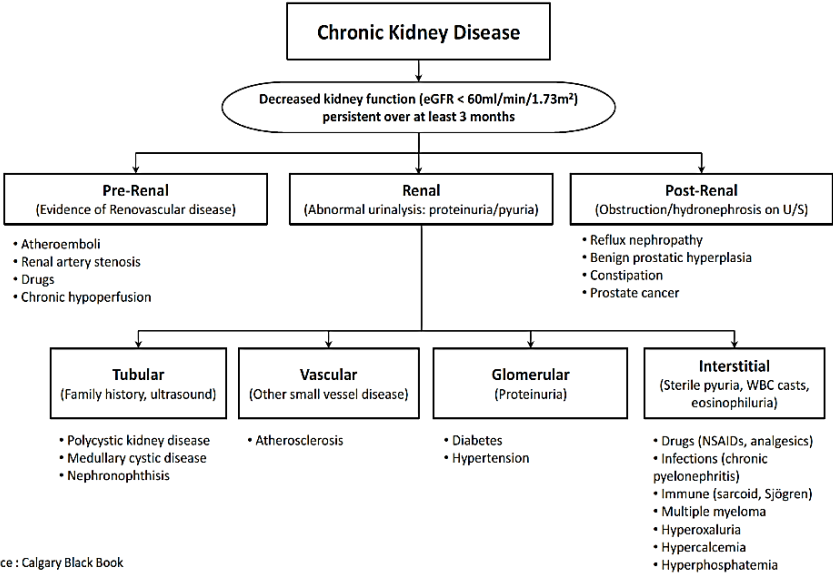 Chronic Kidney Disease
Decreased kidney function (eGFR < 60ml/min/1.73m²)
persistent over at least 3 months
Pre-Renal
(Evidence of Renovascular disease)
• Atheroemboli
• Renal artery stenosis
• Drugs
• Chronic hypoperfusion
Renal
(Abnormal urinalysis: proteinuria/pyuria)
Post-Renal
(Obstruction/hydronephrosis on U/S)
• Reflux nephropathy
• Benign prostatic hyperplasia
• Constipation
• Prostate cancer
Tubular
(Family history, ultrasound)
• Polycystic kidney disease
• Medullary cystic disease
• Nephronophthisis
Vascular
(Other small vessel disease)
• Atherosclerosis
Glomerular
(Proteinuria)
• Diabetes
• Hypertension
Interstitial
(Sterile pyuria, WBC casts,
eosinophiluria)
• Drugs (NSAIDs, analgesics)
• Infections (chronic
pyelonephritis)
• Immune (sarcoid, Sjögren)
• Multiple myeloma
• Hyperoxaluria
• Hypercalcemia
• Hyperphosphatemia
ce : Calgary Black Book